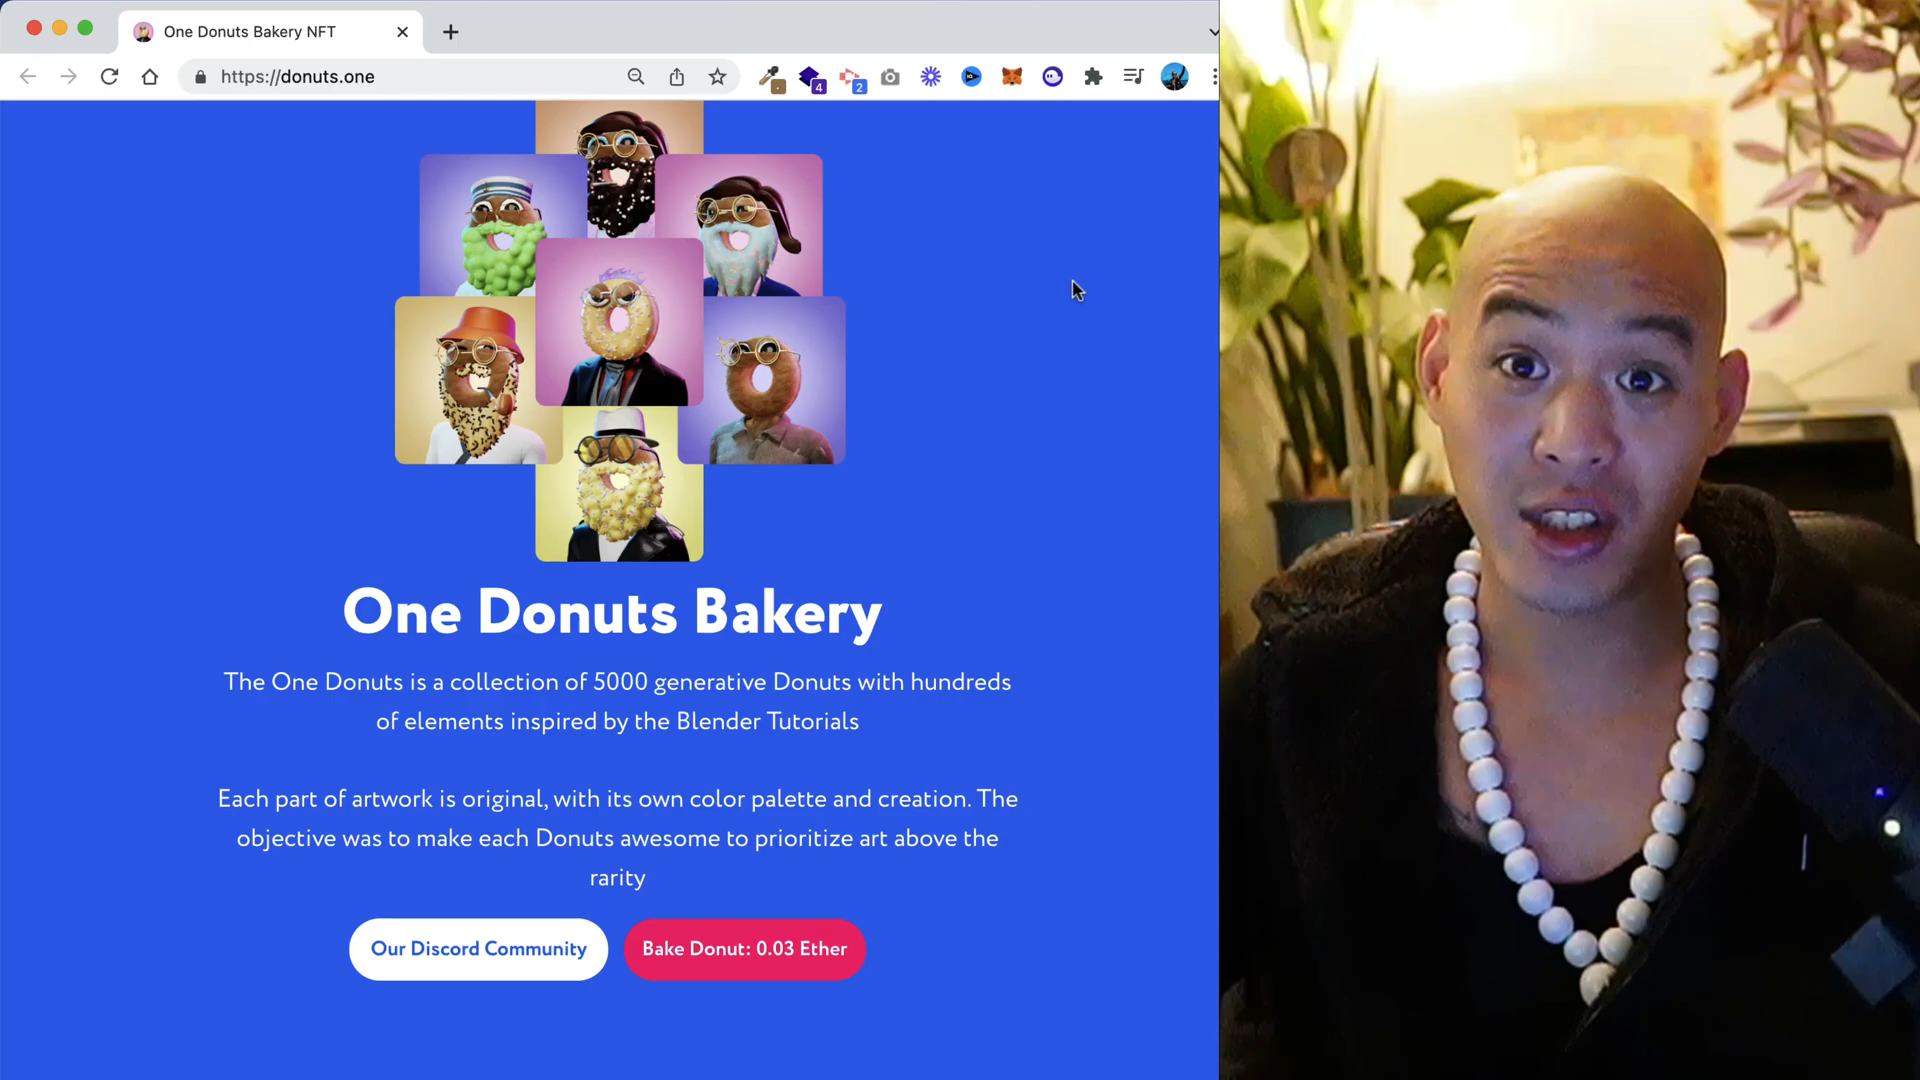 One Donuts Bakery NFT
https://donuts.one
4
2
One Donuts Bakery
The One Donuts is a collection of 5000 generative Donuts with hundreds
of elements inspired by the Blender Tutorials
Each part of artwork is original, with its own color palette and creation. The
objective was to make each Donuts awesome to prioritize art above the
rarity
Our Discord Community
Bake Donut: 0.03 Ether